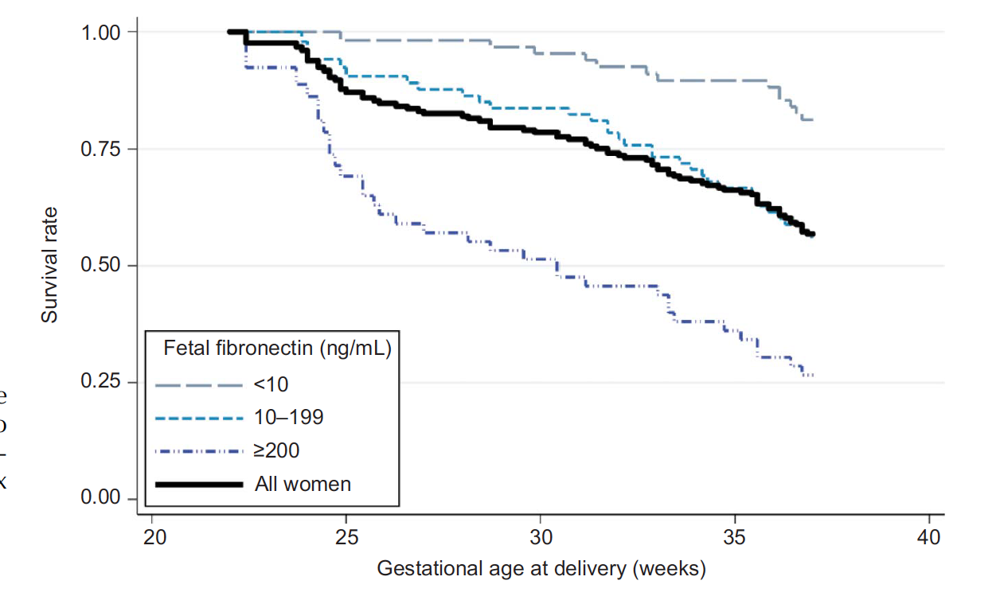 1.00
0.75
0.50
0.25
0.00
Survival rate
Fetal fibronectin (ng/mL)
<10
10–199
≥200
All women
20 25 30 35 40
Gestational age at delivery (weeks)
e
o
–
x